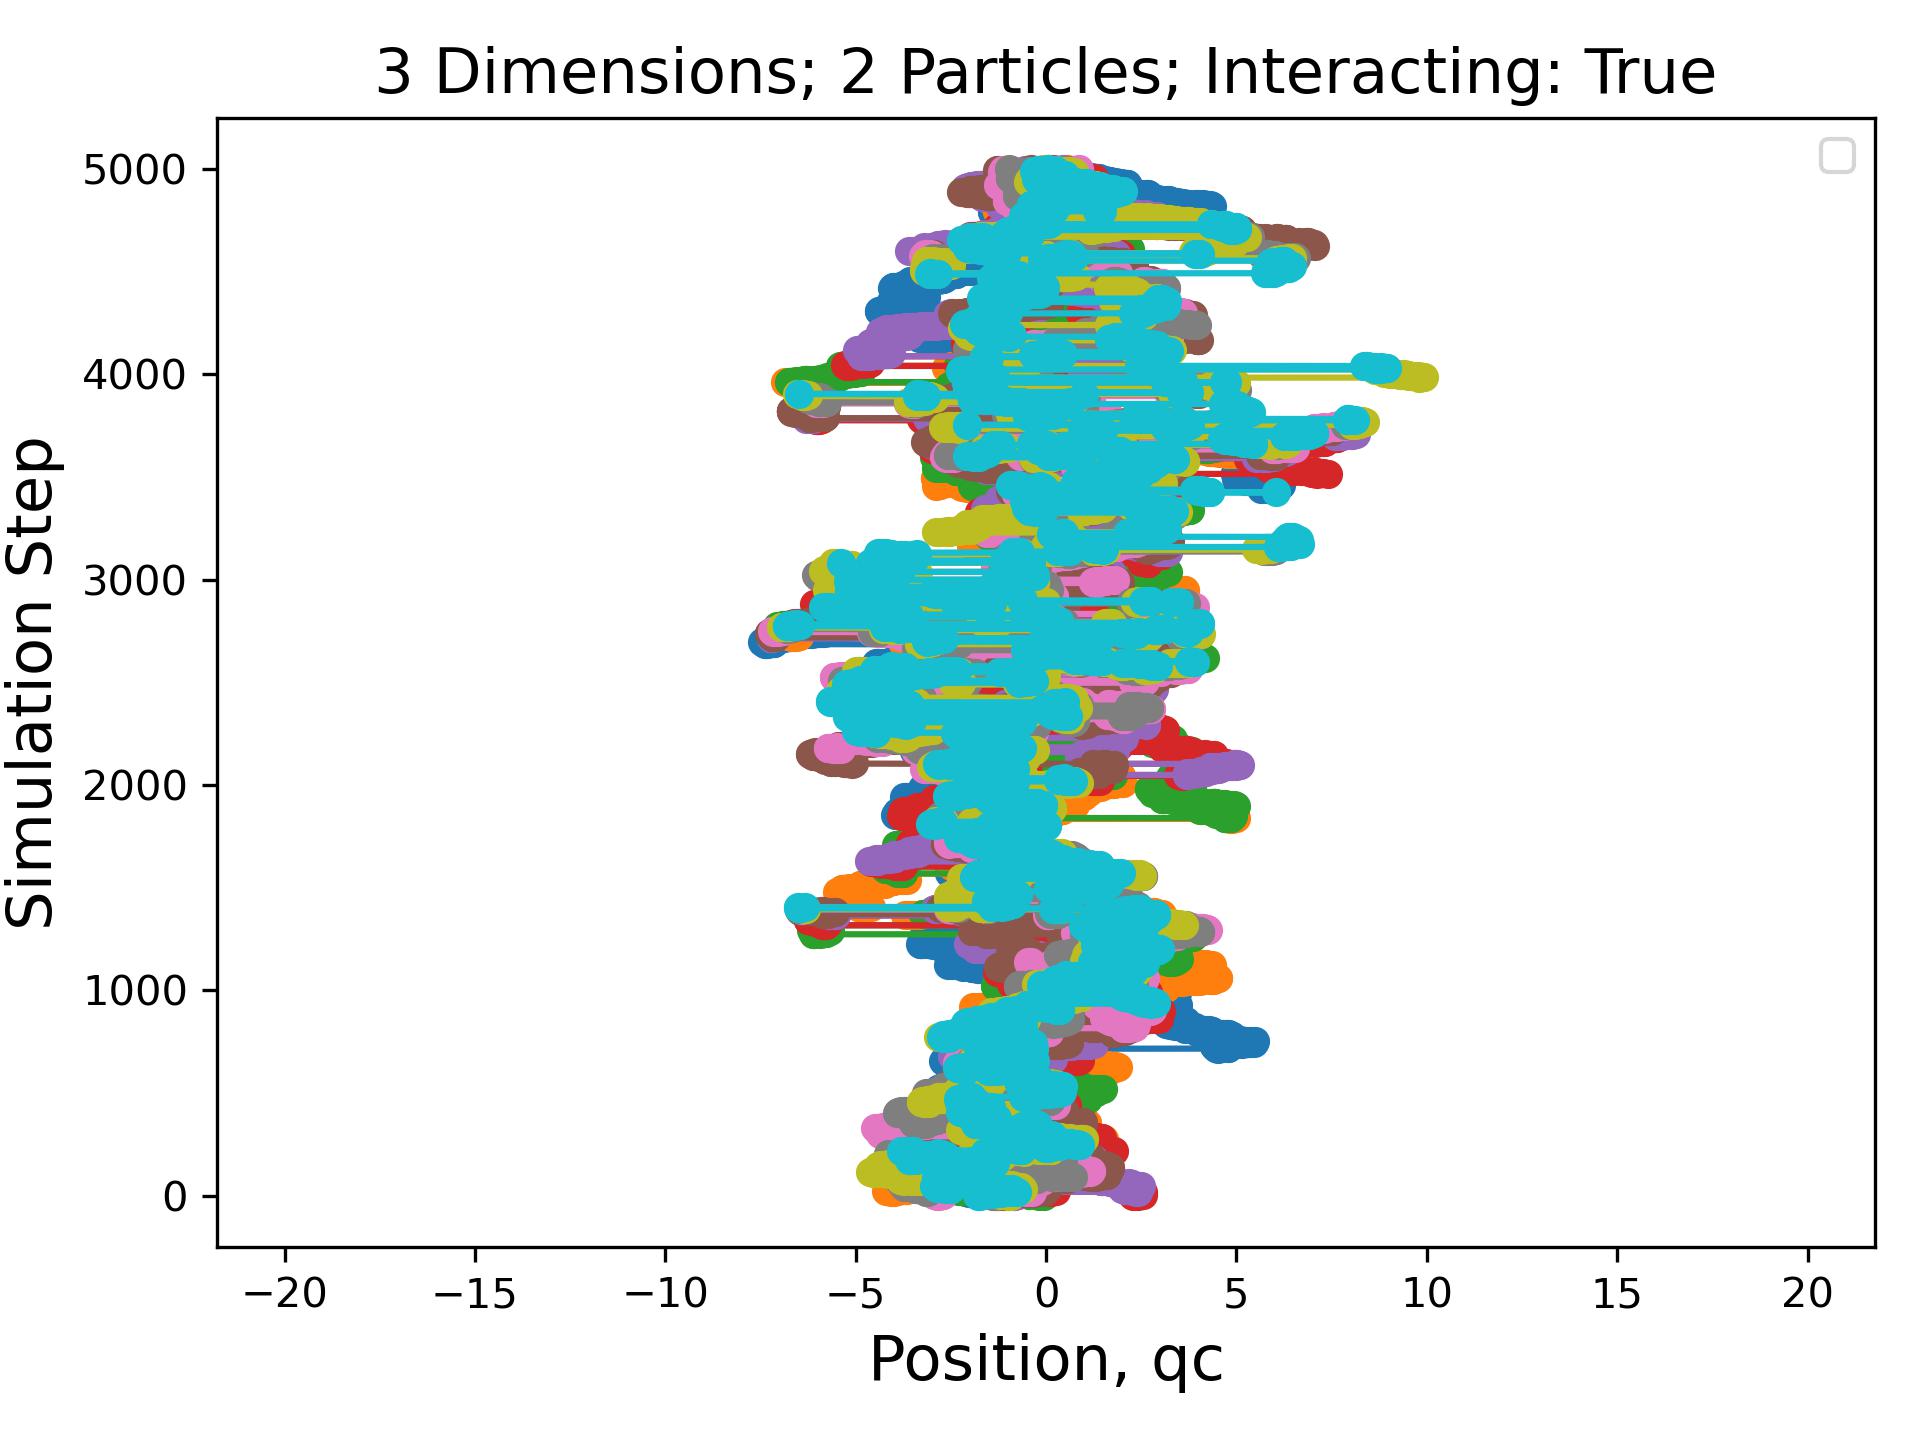 3 Dimensions; 2 Particles; Interacting: True
Simulation Step
5000
4000
3000
2000
1000
0
−20 −15 −10 −5 0 5 10 15 20
Position, qc